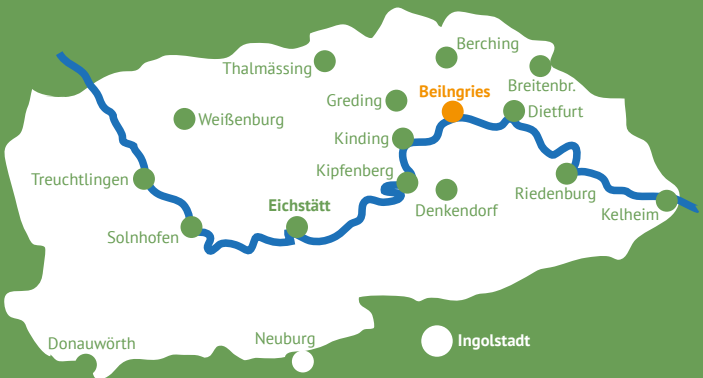 Berching
Thalmässing
Breitenbr.
Beilngries
Greding
Dietfurt
Weißenburg
Kinding
Kipfenberg
Treuchtlingen
Riedenburg
Eichstätt
Denkendorf
Kelheim
Solnhofen
Neuburg
Ingolstadt
Donauwörth